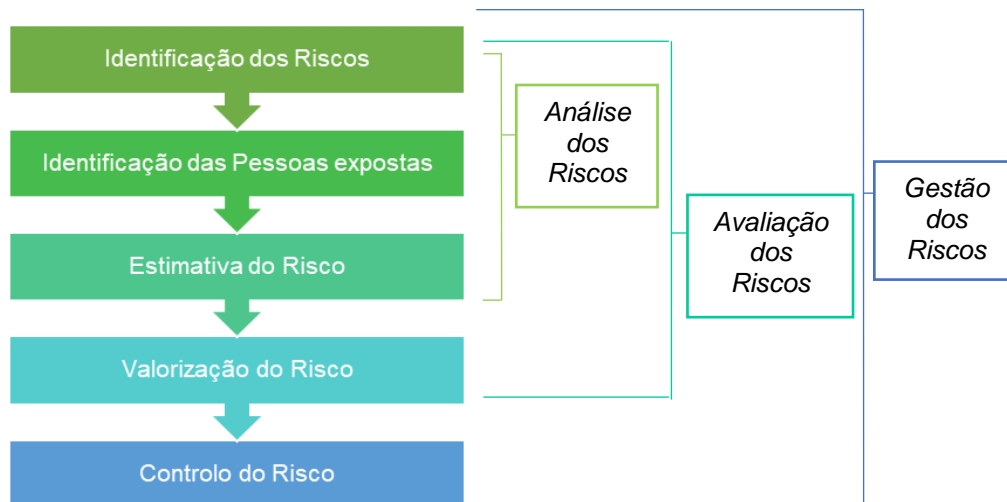 Identificação dos Riscos
Identificação das Pessoas expostas
Estimativa do Risco
Valorização do Risco
Controlo do Risco
Análise
dos
Riscos
Avaliação
dos
Riscos
Gestão
dos
Riscos